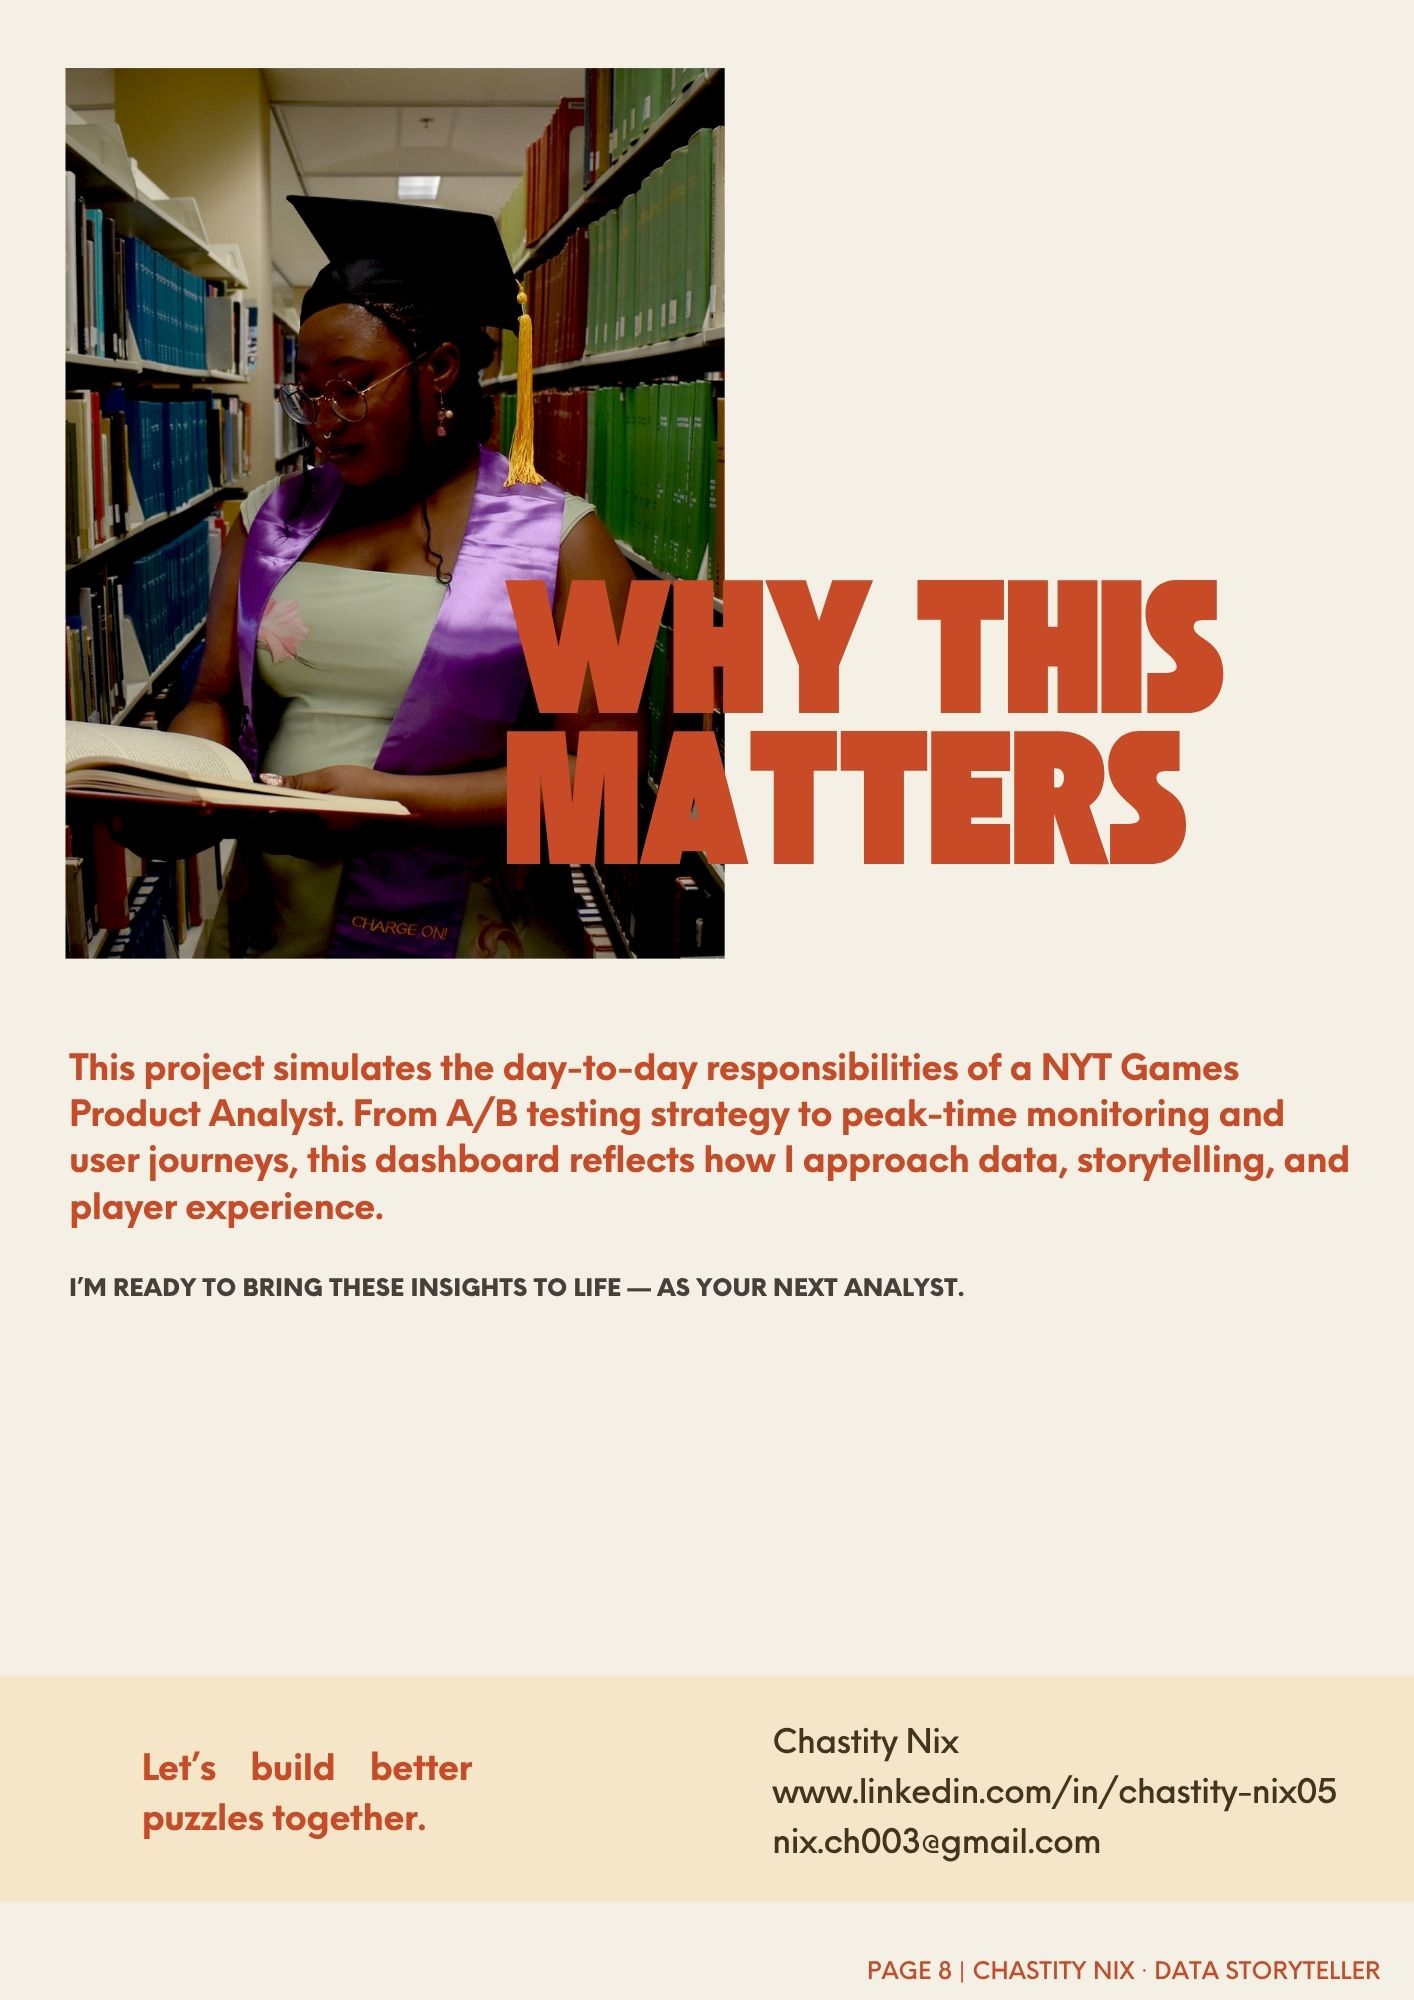 CHARGE ON!
WHY THIS
MATTERS
This project simulates the day-to-day responsibilities of a NYT Games
Product Analyst. From A/B testing strategy to peak-time monitoring and
user journeys, this dashboard reflects how I approach data, storytelling, and
player experience.
I’M READY TO BRING THESE INSIGHTS TO LIFE — AS YOUR NEXT ANALYST.
Let’s build better
puzzles together.
Chastity Nix
www.linkedin.com/in/chastity-nix05
nix.ch003@gmail.com
PAGE 8 | CHASTITY NIX · DATA STORYTELLER